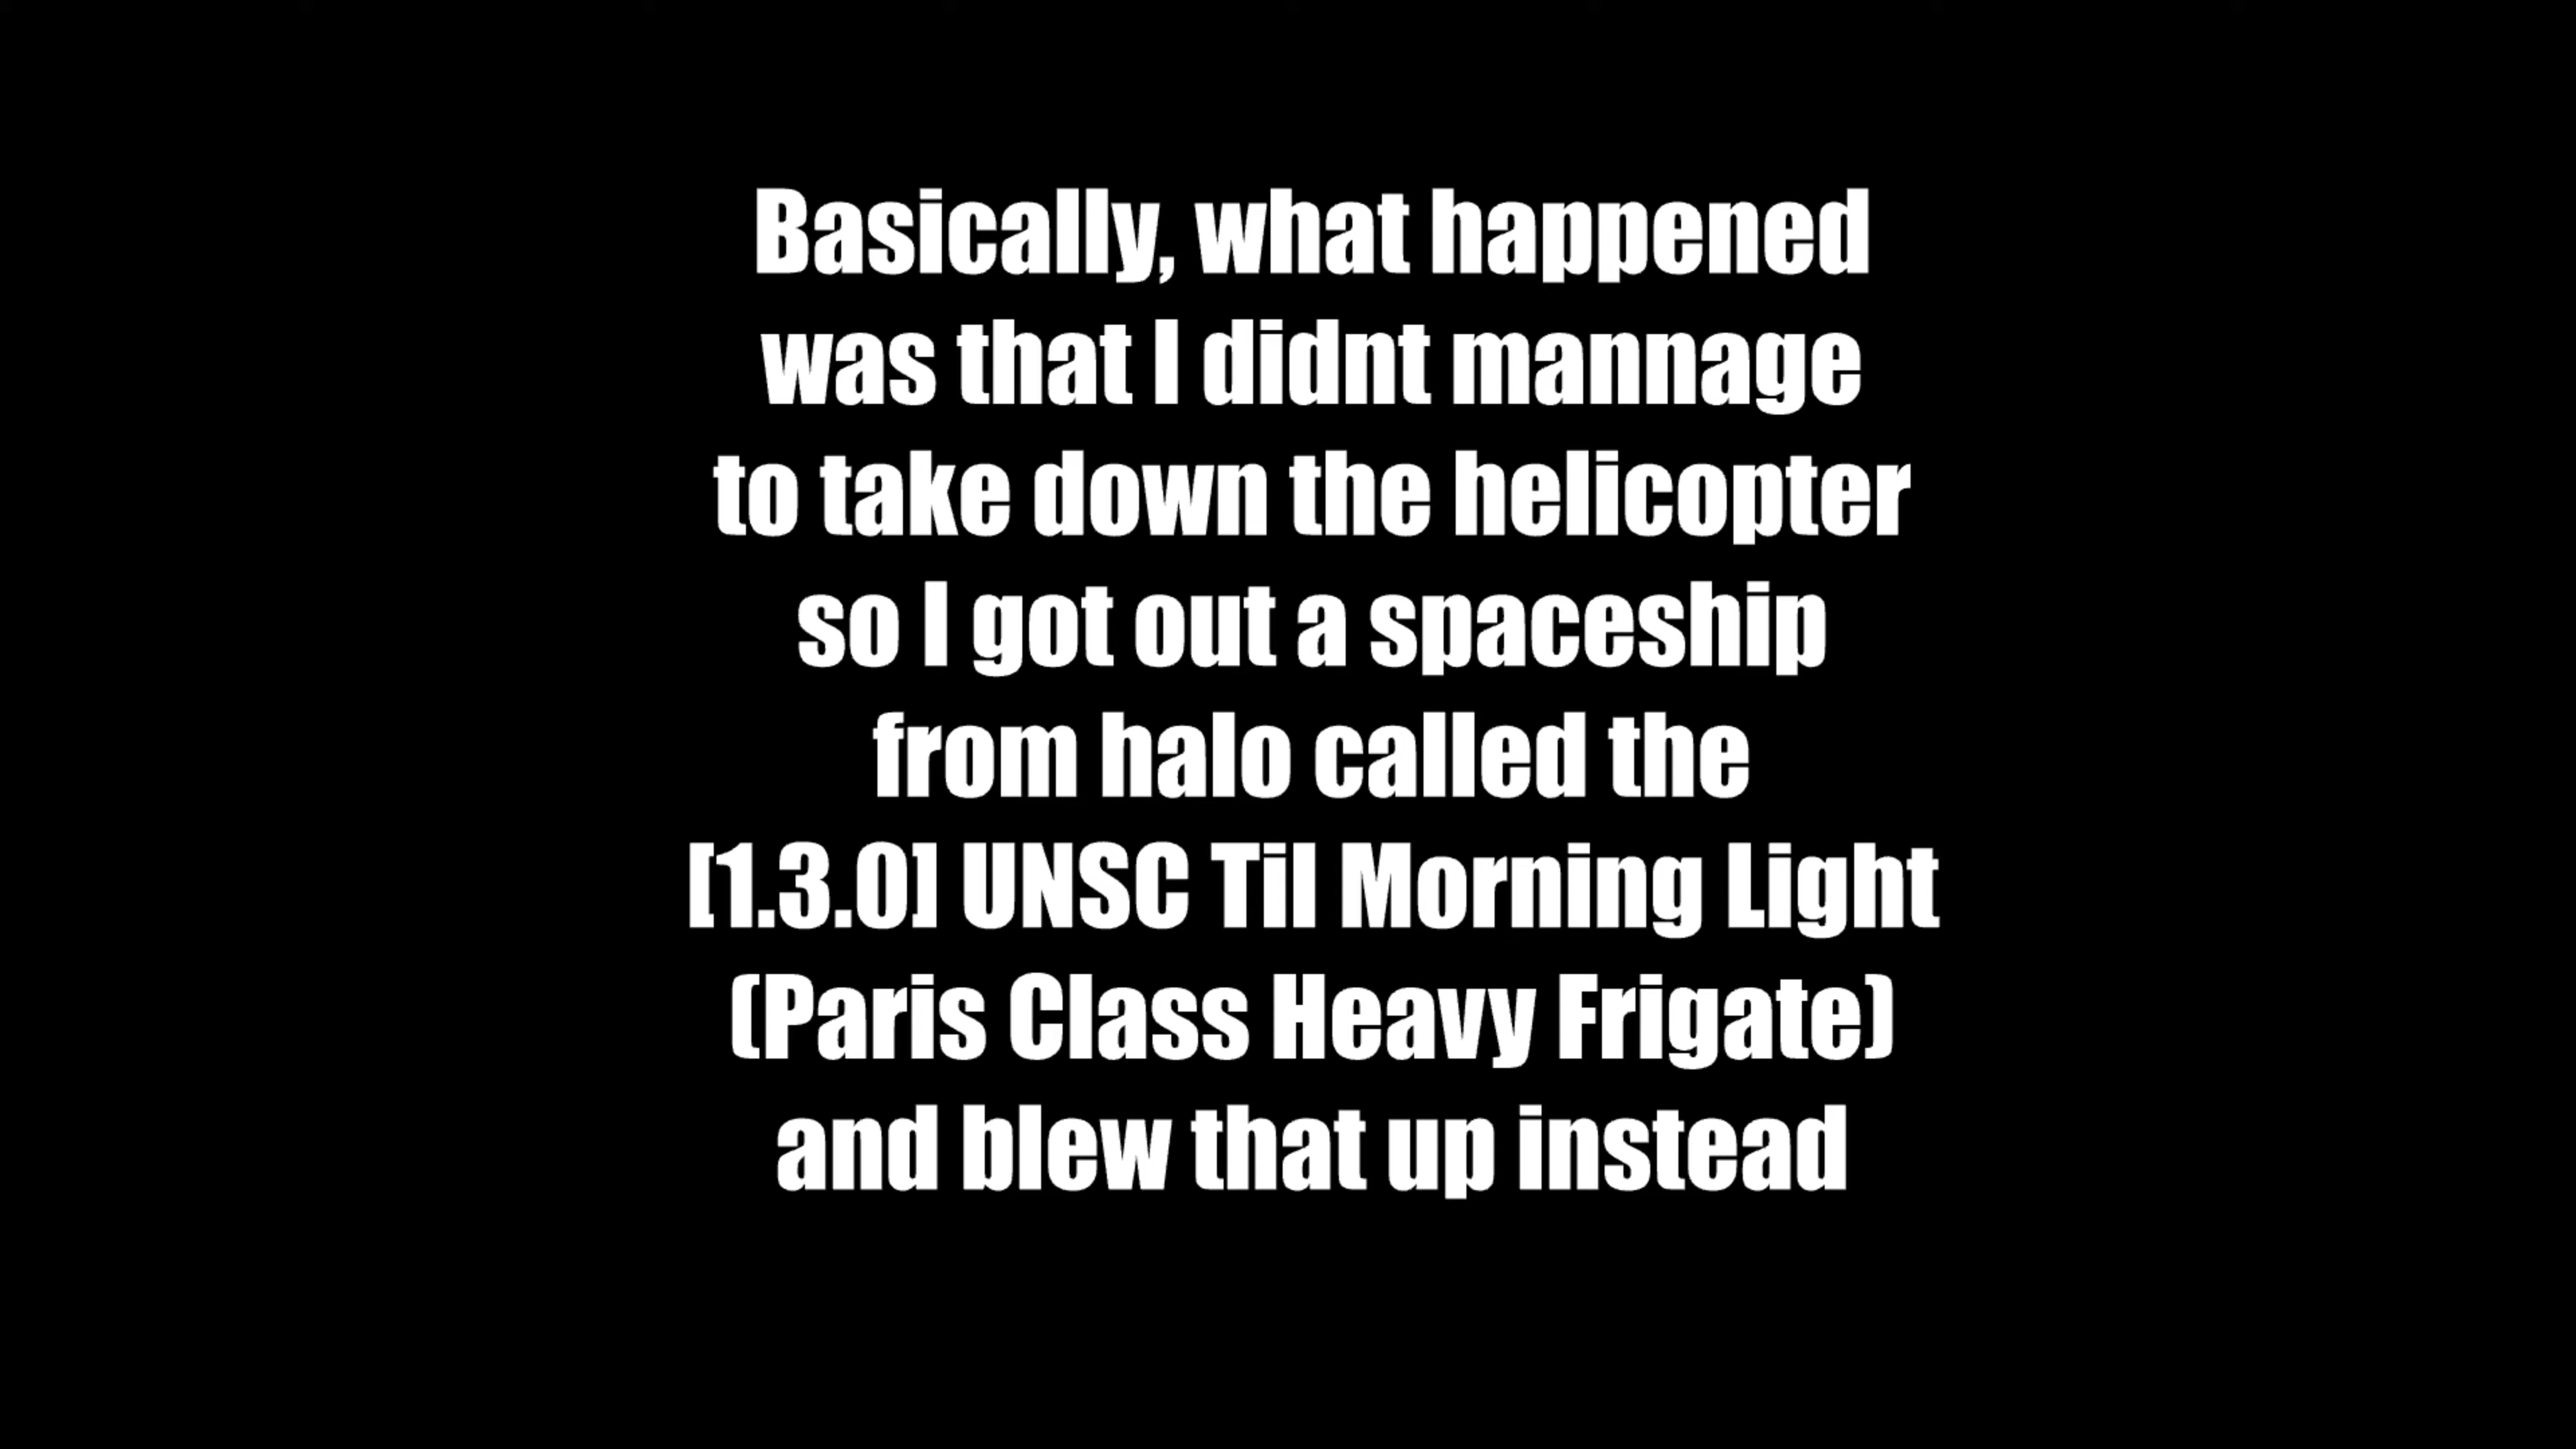 Basically, what happened
was that I didnt mannage
to take down the helicopter
so I got out a spaceship
from halo called the
[1.3.0] UNSC Til Morning Light
(Paris Class Heavy Frigate)
and blew that up instead